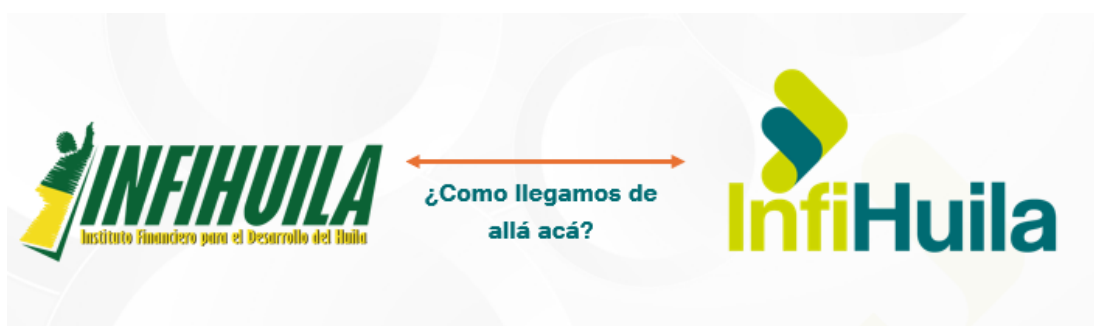 INFIHUILA
Instituto Financiero para el Desarrollo del Huila
¿Como llegamos de
allá acá?
InfiHuila